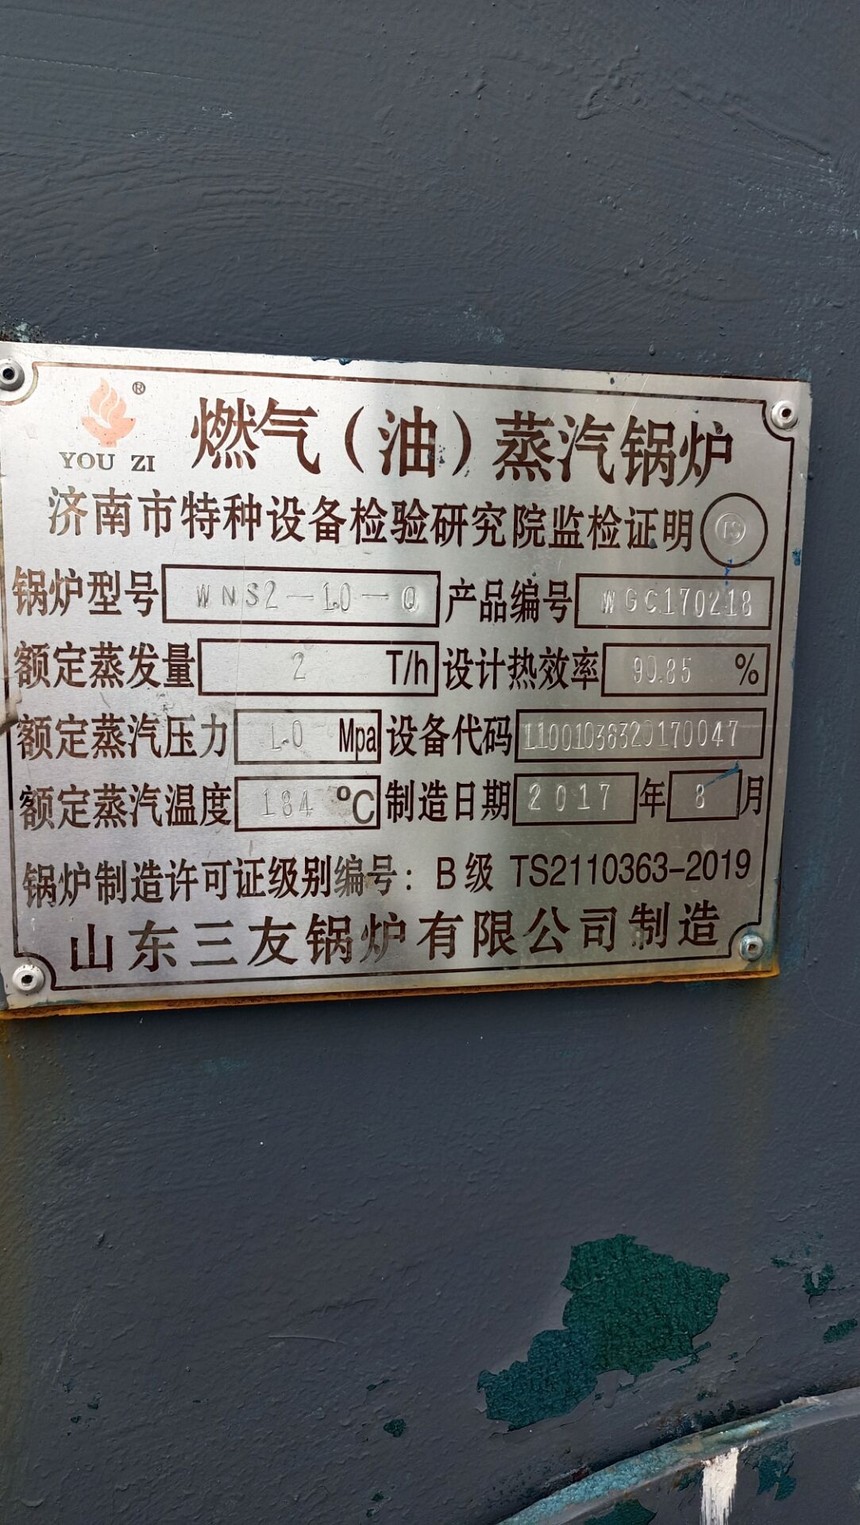 ®
YOU ZI
燃气（油）蒸汽锅炉
济南市特种设备检验研究院监检证明 TS
锅炉型号 WNS2-1.0-Q 产品编号 WGC170218
额定蒸发量 2 T/h 设计热效率 90.85 %
额定蒸汽压力 1.0 Mpa 设备代码 11001036320170047
额定蒸汽温度 184 ℃ 制造日期 2017 年 8 月
锅炉制造许可证级别编号：B级 TS2110363-2019
山东三友锅炉有限公司制造